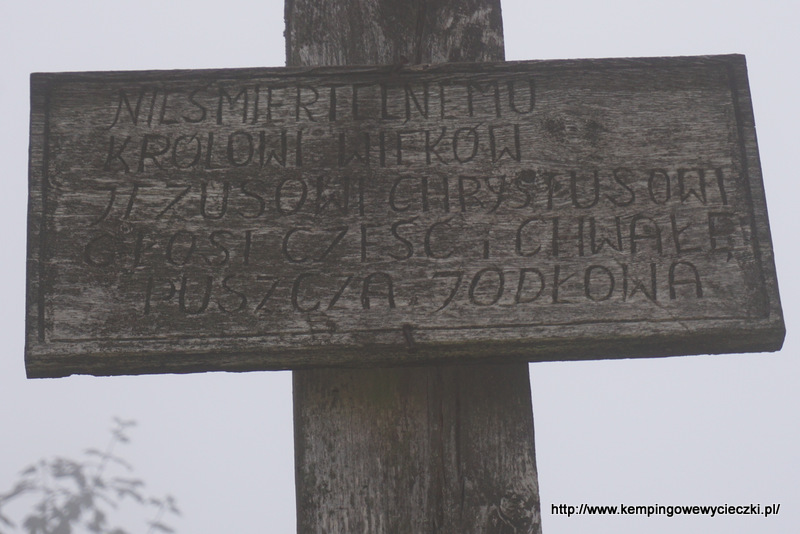 NIEŚMIERTELNEMU
KRÓLOWI WIEKÓW
JEZUSOWI CHRYSTUSOWI
GŁOSI CZEŚĆ i CHWAŁĘ
PUSZCZA JODŁOWA
http://www.kempingowewycieczki.pl/